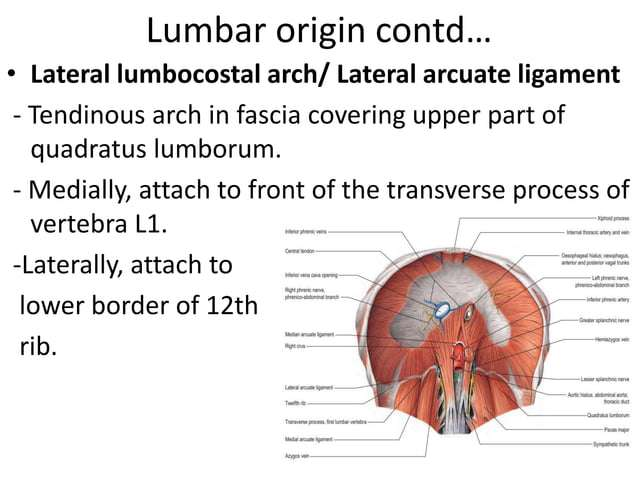 Lumbar origin contd…
• Lateral lumbocostal arch/ Lateral arcuate ligament
- Tendinous arch in fascia covering upper part of
quadratus lumborum.
- Medially, attach to front of the transverse process of
vertebra L1.
-Laterally, attach to
lower border of 12th
rib.
Inferior phrenic veins
Central tendon
Inferior vena cava opening
Right phrenic nerve,
phrenico-abdominal branch
Median arcuate ligament
Right crus
Lateral arcuate ligament
Twelfth rib
Transverse process, first lumbar vertebra
Medial arcuate ligament
Azygos vein
Xiphoid process
Internal thoracic artery and vein
Oesophageal hiatus; oesophagus,
anterior and posterior vagal trunks
Left phrenic nerve,
phrenico-abdominal branch
Inferior phrenic artery
Greater splanchnic nerve
Hemiazygos vein
Lesser splanchnic nerve
Aortic hiatus, abdominal aorta,
thoracic duct
Quadratus lumborum
Psoas major
Sympathetic trunk